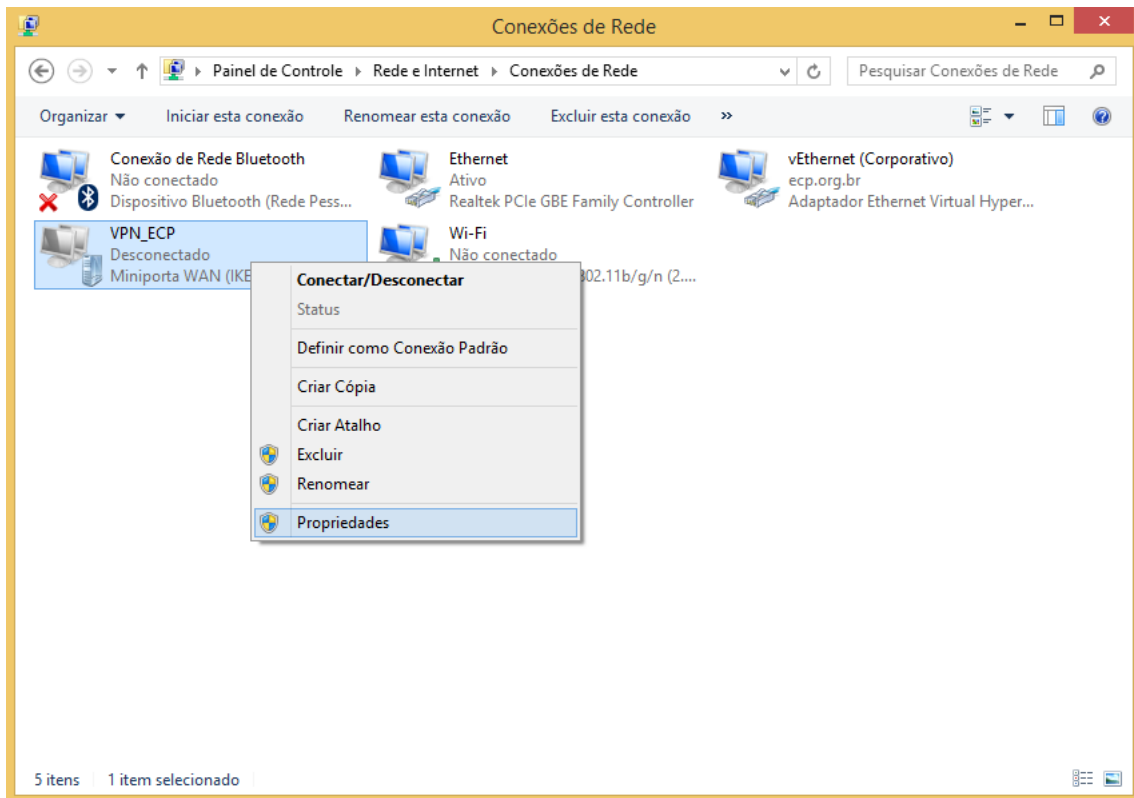 Conexões de Rede
Painel de Controle Rede e Internet Conexões de Rede
Pesquisar Conexões de Rede
Organizar Iniciar esta conexão Renomear esta conexão Excluir esta conexão »
Conexão de Rede Bluetooth
Não conectado
Dispositivo Bluetooth (Rede Pess...
Ethernet
Ativo
Realtek PCIe GBE Family Controller
vEthernet (Corporativo)
ecp.org.br
Adaptador Ethernet Virtual Hyper...
VPN_ECP
Desconectado
Miniporta WAN (IKE
Wi-Fi
Não conectado
802.11b/g/n (2....
Conectar/Desconectar
Status
Definir como Conexão Padrão
Criar Cópia
Criar Atalho
Excluir
Renomear
Propriedades
5 itens 1 item selecionado